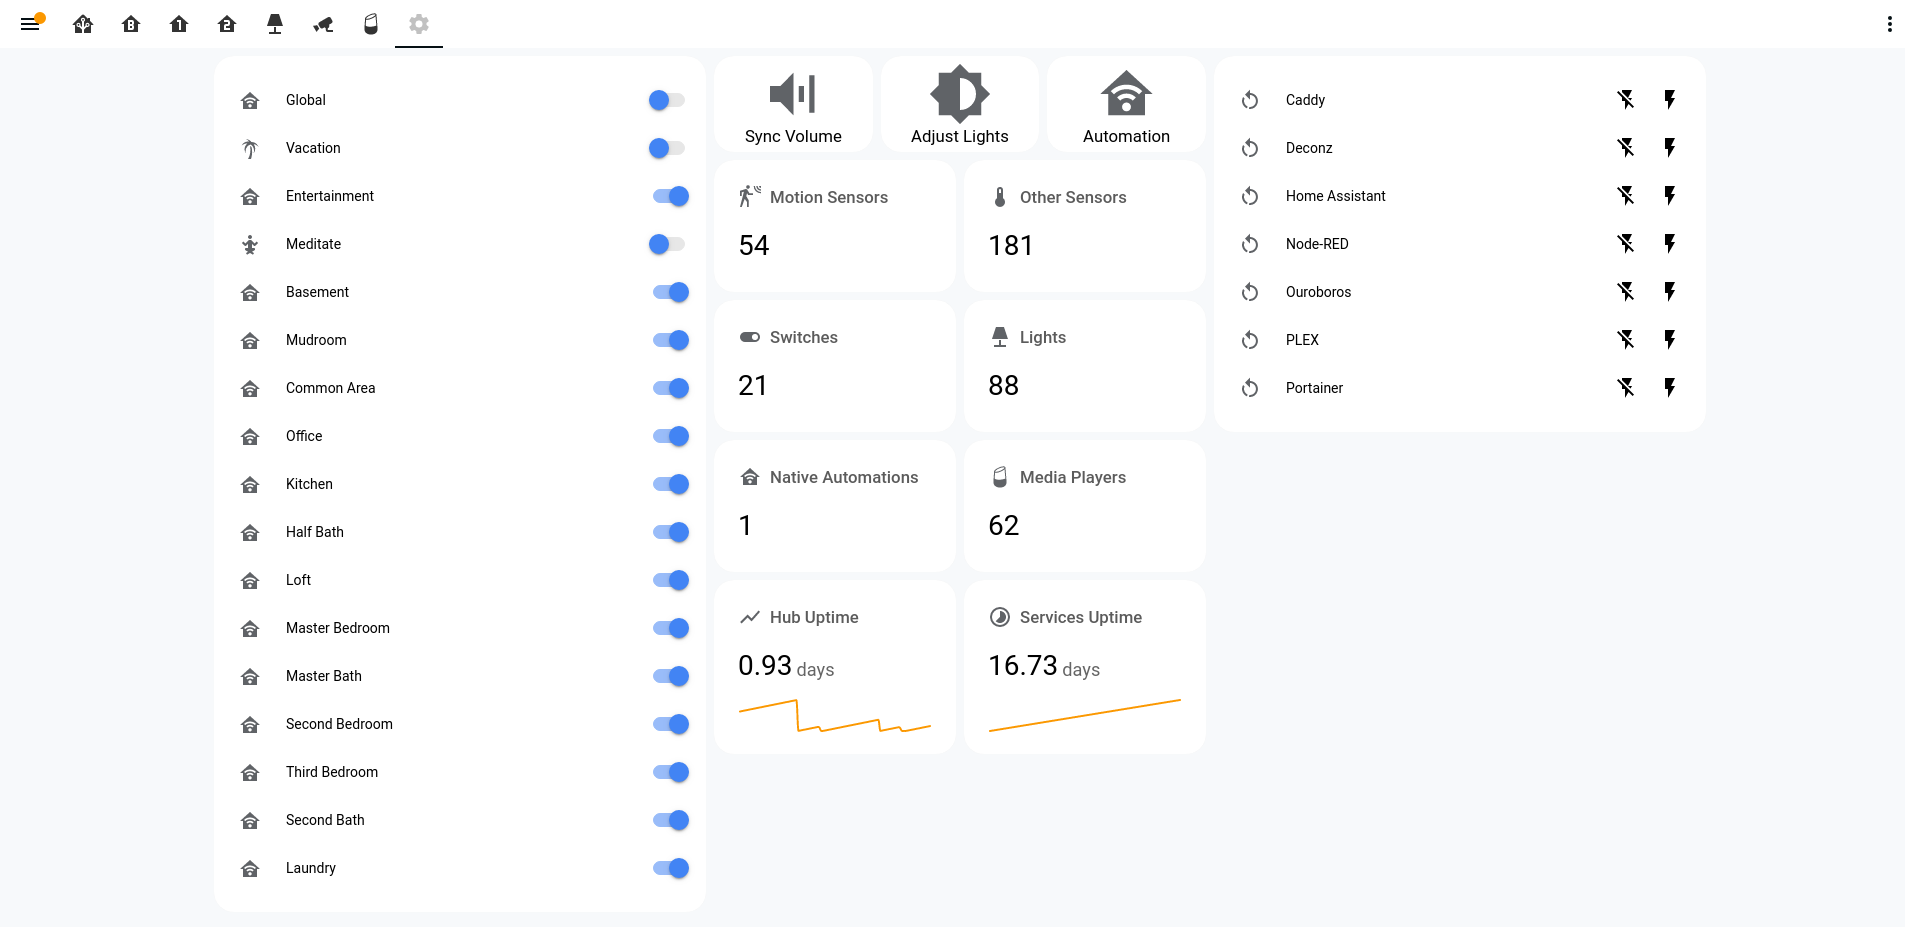 B
1
2
Global
Vacation
Entertainment
Meditate
Basement
Mudroom
Common Area
Office
Kitchen
Half Bath
Loft
Master Bedroom
Master Bath
Second Bedroom
Third Bedroom
Second Bath
Laundry
Sync Volume
Adjust Lights
Automation
Motion Sensors
54
Other Sensors
181
Switches
21
Lights
88
Native Automations
1
Media Players
62
Hub Uptime
0.93 days
Services Uptime
16.73 days
Caddy
Deconz
Home Assistant
Node-RED
Ouroboros
PLEX
Portainer